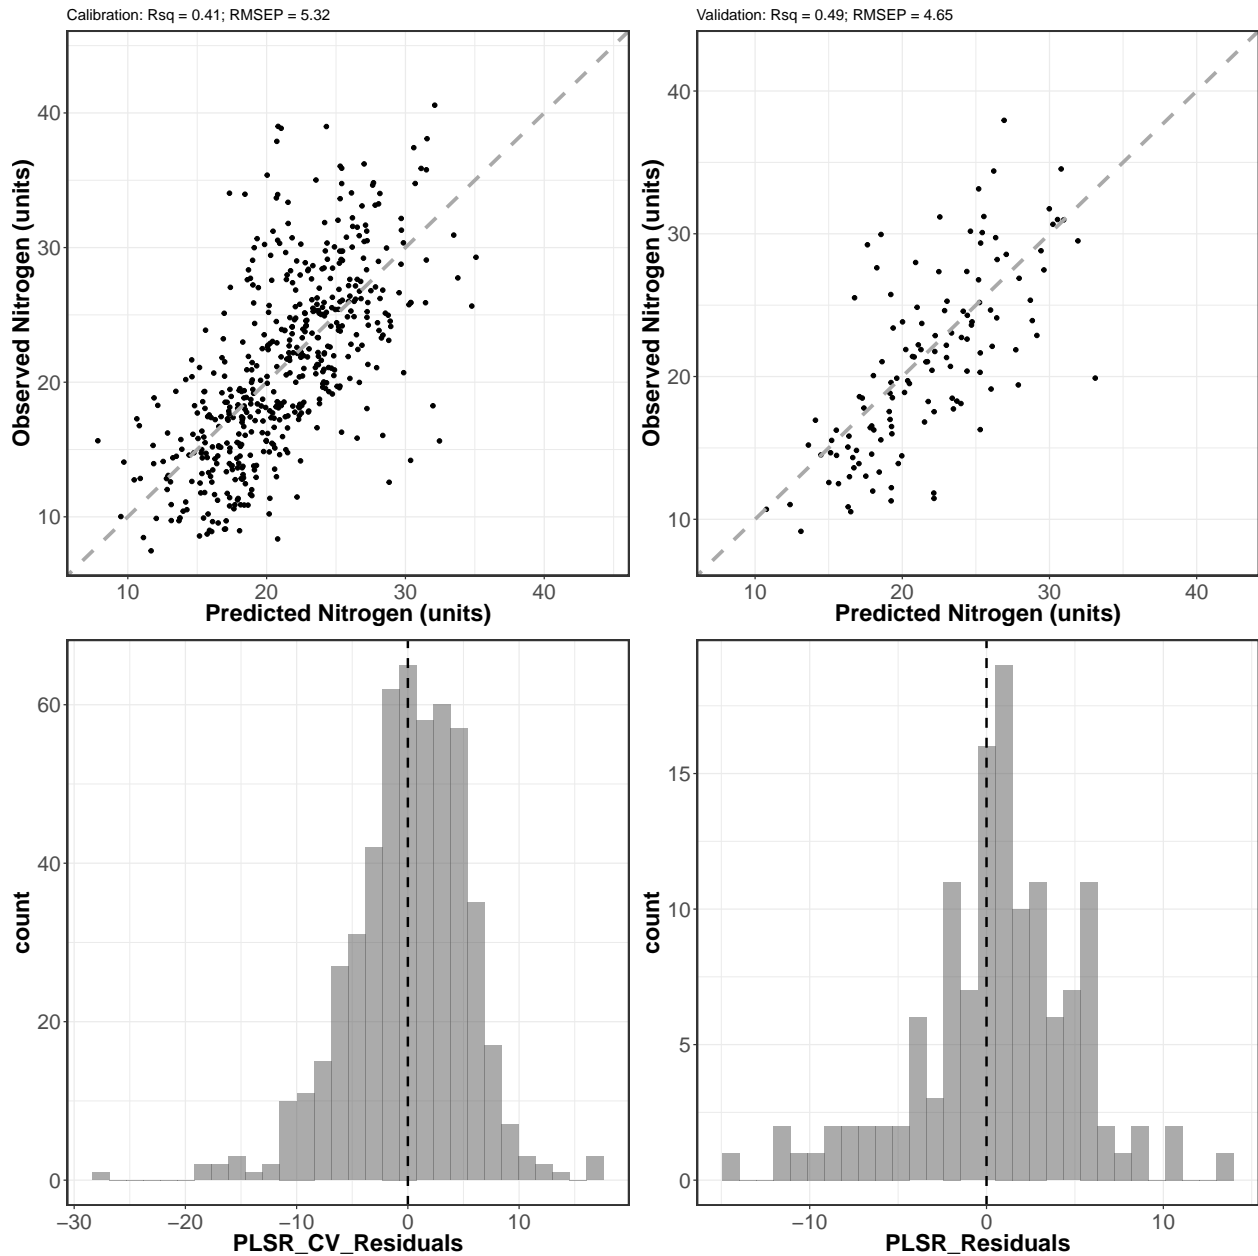 Calibration: Rsq = 0.41; RMSEP = 5.32
Validation: Rsq = 0.49; RMSEP = 4.65
Observed Nitrogen (units)
40
30
20
10
10 20 30 40
Predicted Nitrogen (units)
Observed Nitrogen (units)
40
30
20
10
10 20 30 40
Predicted Nitrogen (units)
count
60
40
20
0
−30 −20 −10 0 10
PLSR_CV_Residuals
count
15
10
5
0
−10 0 10
PLSR_Residuals